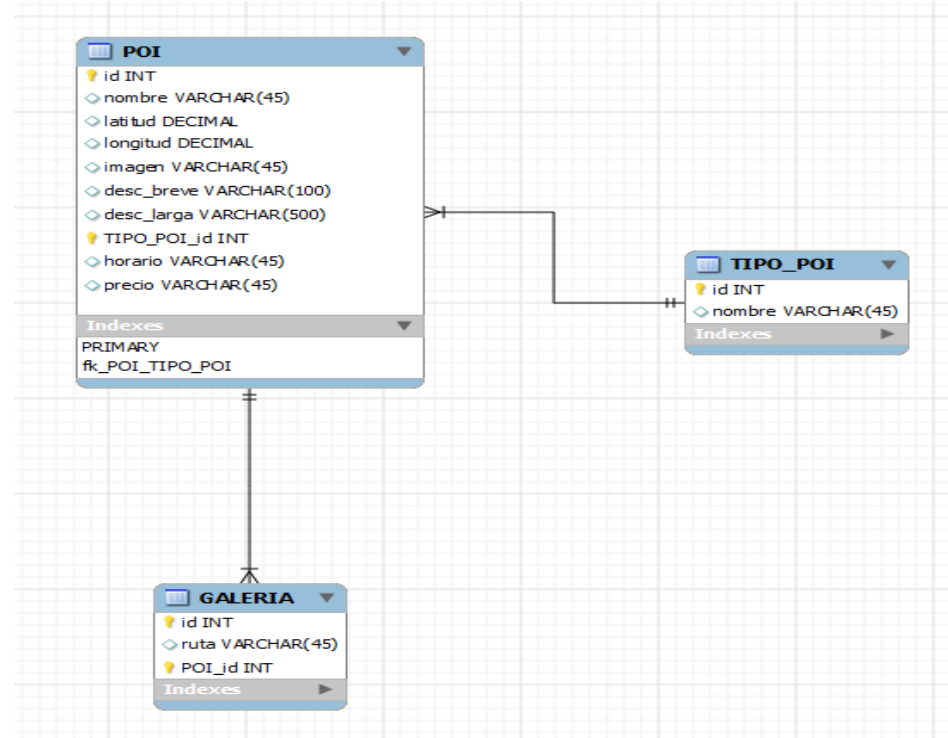 POI
id INT
nombre VARCHAR(45)
latitud DECIMAL
longitud DECIMAL
imagen VARCHAR(45)
desc_breve VARCHAR(100)
desc_larga VARCHAR(500)
TIPO_POI_id INT
horario VARCHAR(45)
precio VARCHAR(45)
Indexes
PRIMARY
fk_POI_TIPO_POI
TIPO_POI
id INT
nombre VARCHAR(45)
Indexes
GALERIA
id INT
ruta VARCHAR(45)
POI_id INT
Indexes